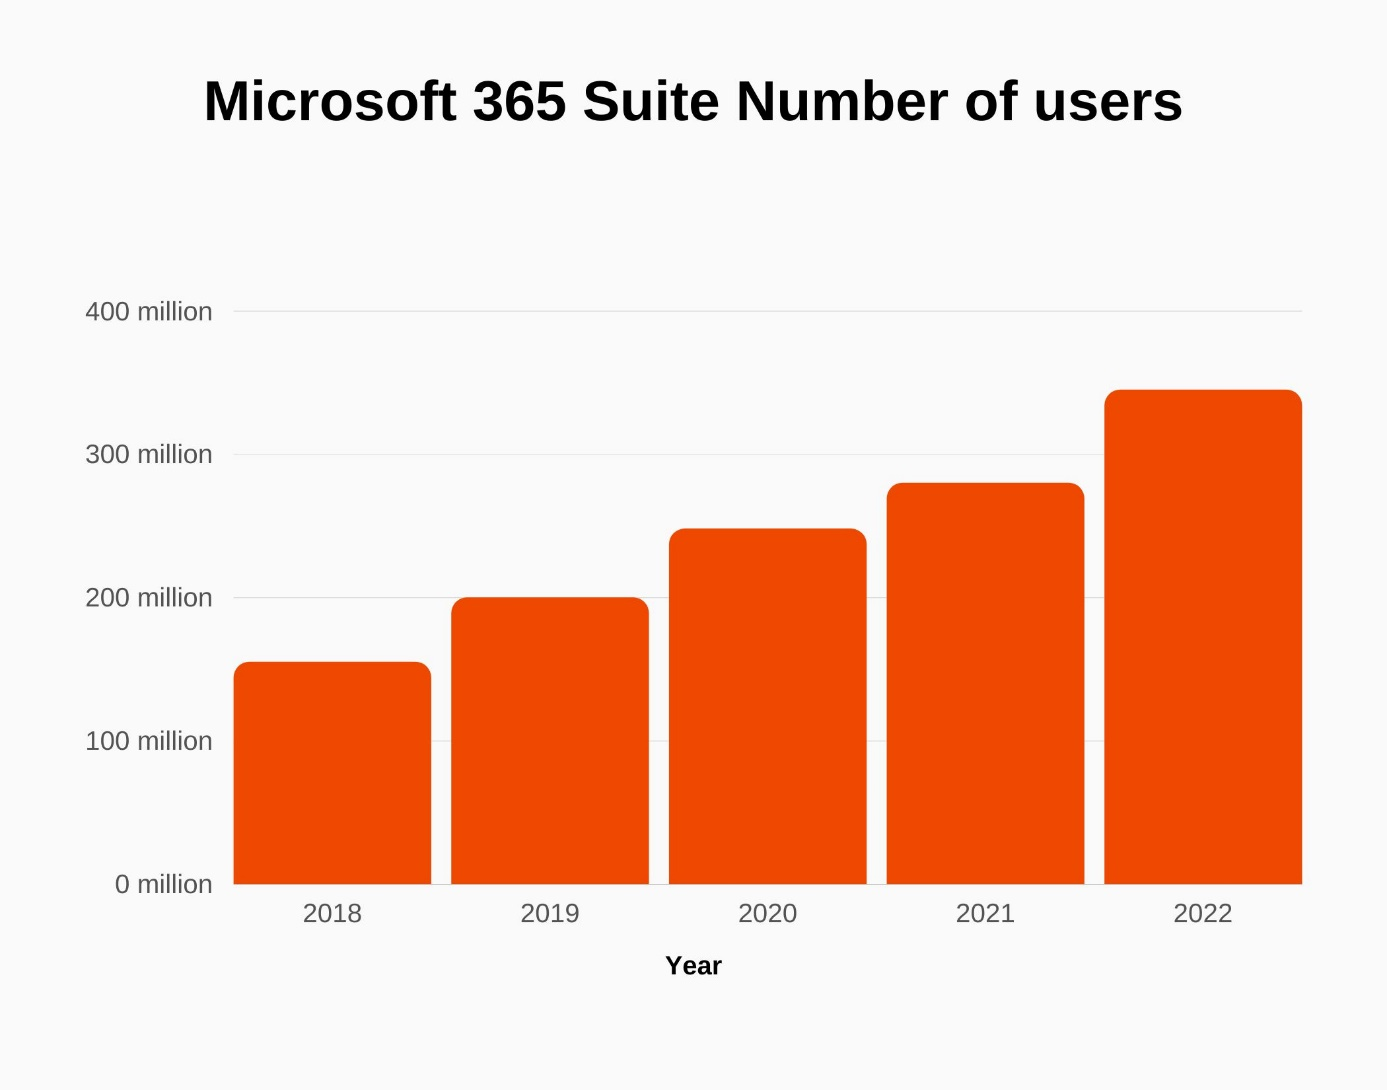 Microsoft 365 Suite Number of users
400 million
300 million
200 million
100 million
0 million
2018
2019
2020
2021
2022
Year